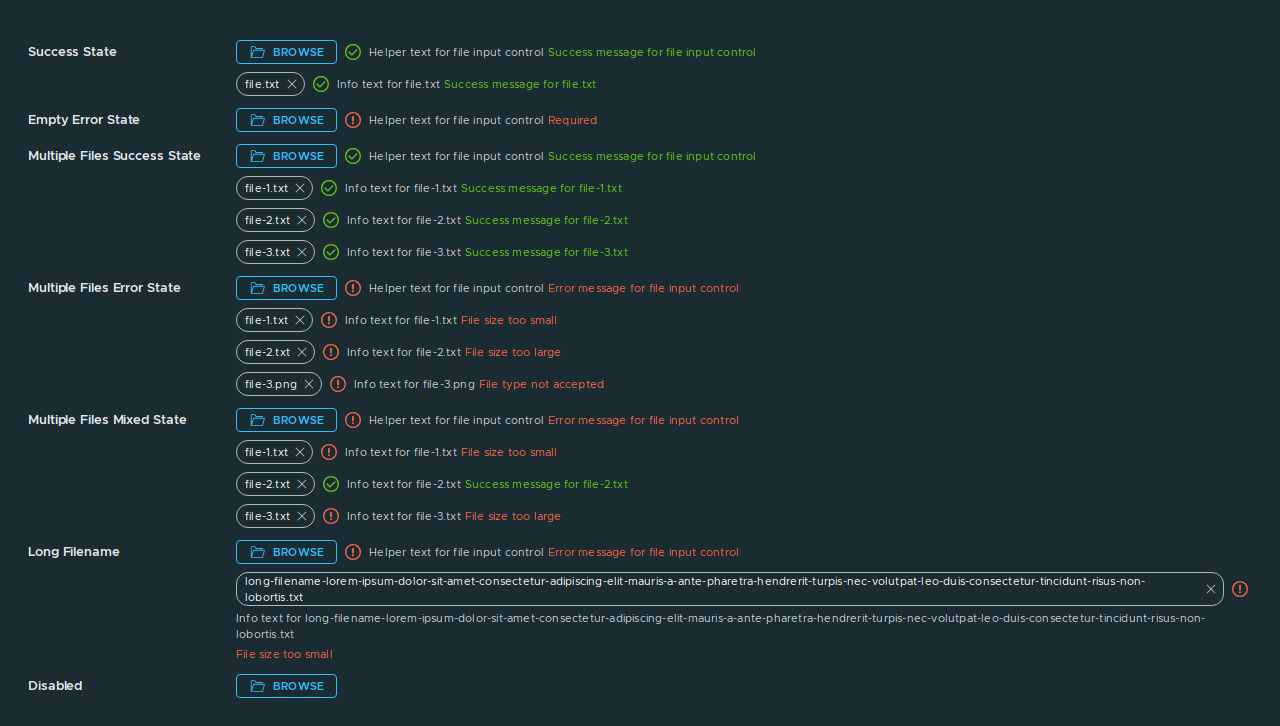 Success State BROWSE Helper text for file input control Success message for file input control
file.txt Info text for file.txt Success message for file.txt
Empty Error State BROWSE Helper text for file input control Required
Multiple Files Success State BROWSE Helper text for file input control Success message for file input control
file-1.txt Info text for file-1.txt Success message for file-1.txt
file-2.txt Info text for file-2.txt Success message for file-2.txt
file-3.txt Info text for file-3.txt Success message for file-3.txt
Multiple Files Error State BROWSE Helper text for file input control Error message for file input control
file-1.txt Info text for file-1.txt File size too small
file-2.txt Info text for file-2.txt File size too large
file-3.png Info text for file-3.png File type not accepted
Multiple Files Mixed State BROWSE Helper text for file input control Error message for file input control
file-1.txt Info text for file-1.txt File size too small
file-2.txt Info text for file-2.txt Success message for file-2.txt
file-3.txt Info text for file-3.txt File size too large
Long Filename BROWSE Helper text for file input control Error message for file input control
long-filename-lorem-ipsum-dolor-sit-amet-consectetur-adipiscing-elit-mauris-a-ante-pharetra-hendrerit-turpis-nec-volutpat-leo-duis-consectetur-tincidunt-risus-non-
lobortis.txt
Info text for long-filename-lorem-ipsum-dolor-sit-amet-consectetur-adipiscing-elit-mauris-a-ante-pharetra-hendrerit-turpis-nec-volutpat-leo-duis-consectetur-tincidunt-risus-non-
lobortis.txt
File size too small
Disabled BROWSE